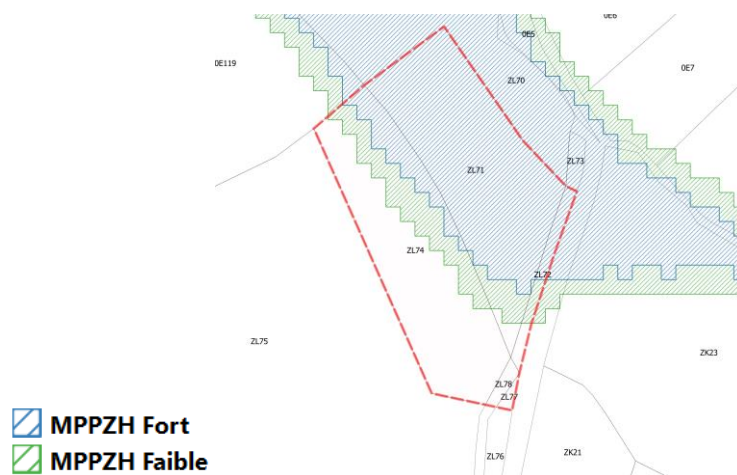 0E6
0E5
0E119
0E7
ZL70
ZL73
ZL71
ZL74
ZL72
ZL75
ZK23
ZL78
ZL77
ZL76
ZK21
MPPZH Fort
MPPZH Faible